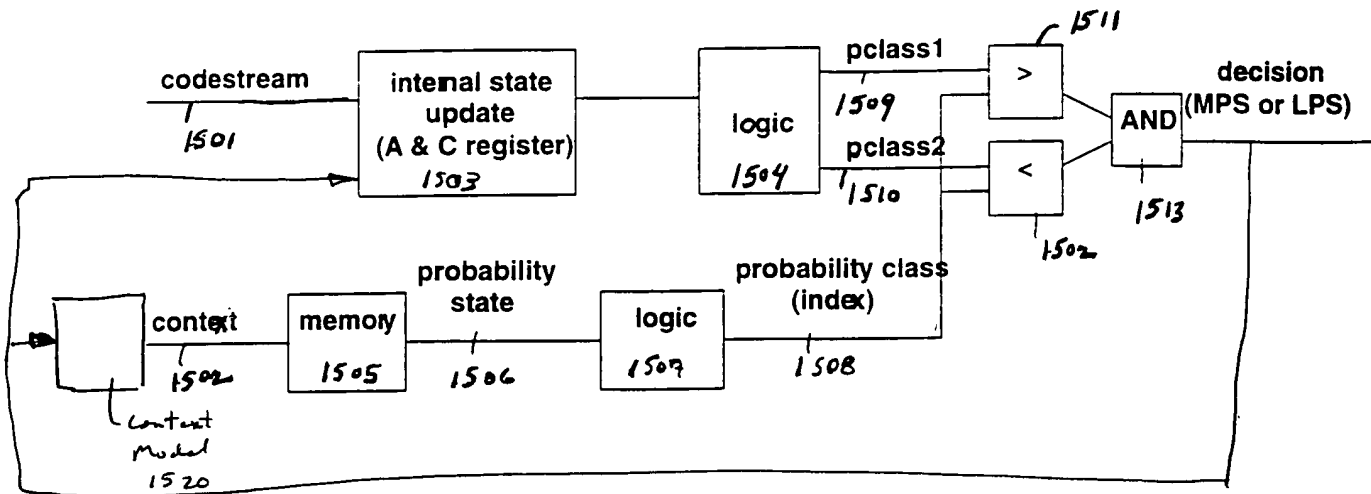 1511
pclass1
>
codestream
internal state
update
(A & C register)
1503
1501
logic
1504
1509
decision
(MPS or LPS)
AND
pclass2
1510
<
1513
1502
probability
state
probability class
(index)
context
1502
memory
1505
1506
logic
1507
1508
Context
Model
1520